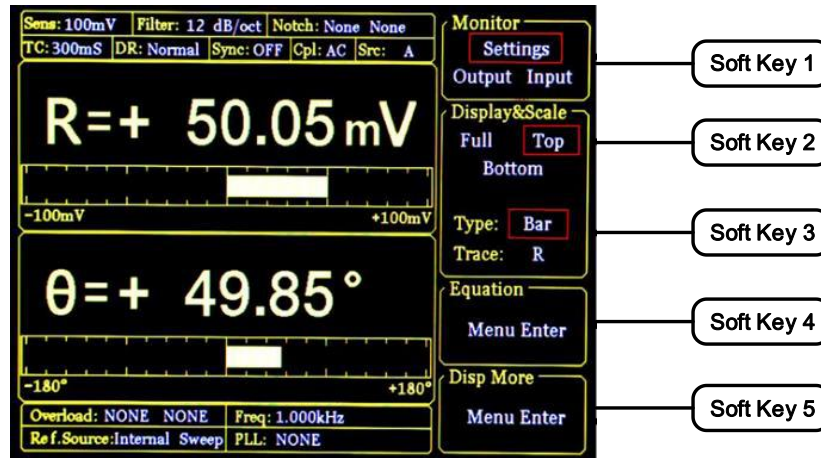 Sens: 100mV Filter: 12 dB/oct Notch: None None
TC: 300mS DR: Normal Sync: OFF Cpl: AC Src: A
R=+ 50.05 mV
-100mV +100mV
θ=+ 49.85°
-180° +180°
Overload: NONE NONE Freq: 1.000kHz
Ref.Source:Internal Sweep PLL: NONE
Monitor
Settings
Output Input
Display&Scale
Full Top
Bottom
Type: Bar
Trace: R
Equation
Menu Enter
Disp More
Menu Enter
Soft Key 1
Soft Key 2
Soft Key 3
Soft Key 4
Soft Key 5